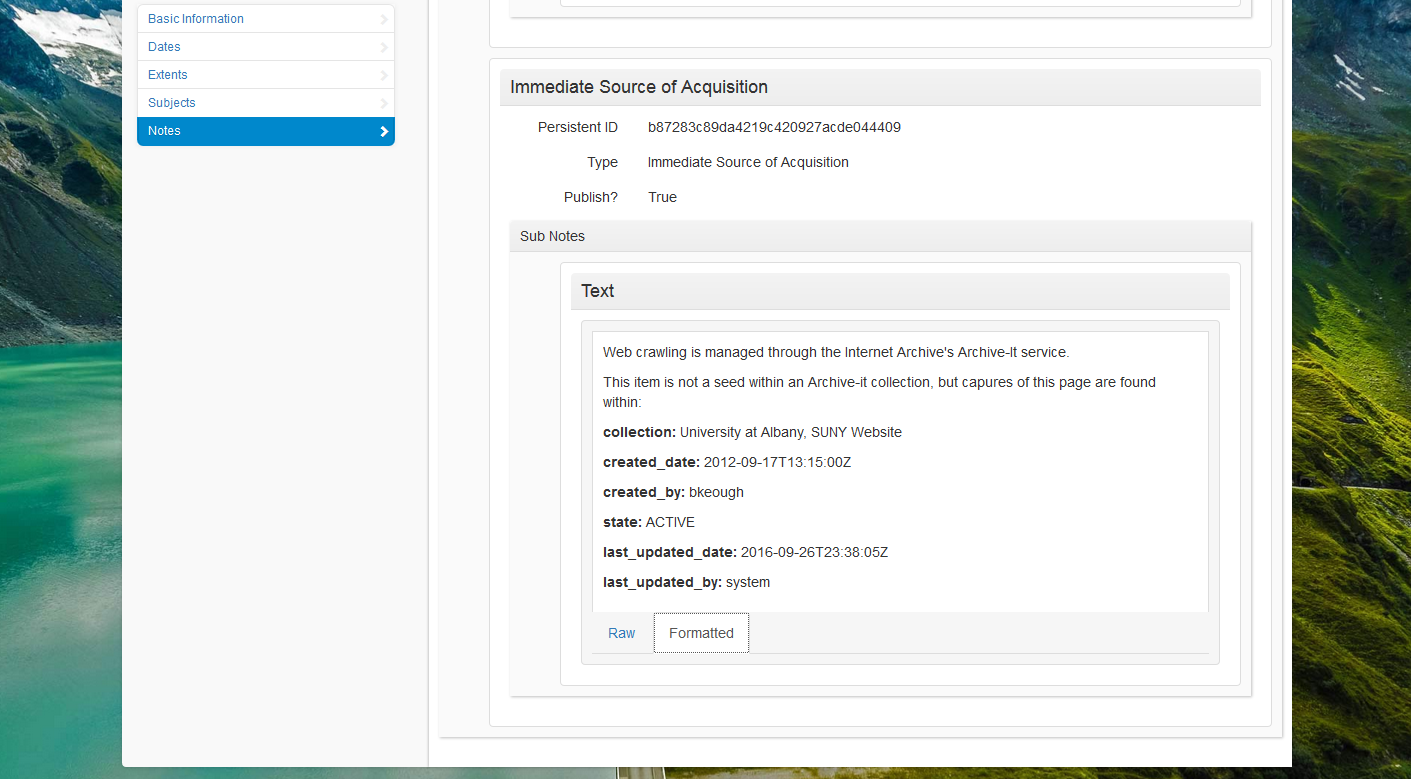 Basic Information
Dates
Extents
Subjects
Notes
Immediate Source of Acquisition
Persistent ID b87283c89da4219c420927acde044409
Type Immediate Source of Acquisition
Publish? True
Sub Notes
Text
Web crawling is managed through the Internet Archive's Archive-It service.
This item is not a seed within an Archive-it collection, but capures of this page are found
within:
collection: University at Albany, SUNY Website
created_date: 2012-09-17T13:15:00Z
created_by: bkeough
state: ACTIVE
last_updated_date: 2016-09-26T23:38:05Z
last_updated_by: system
Raw Formatted